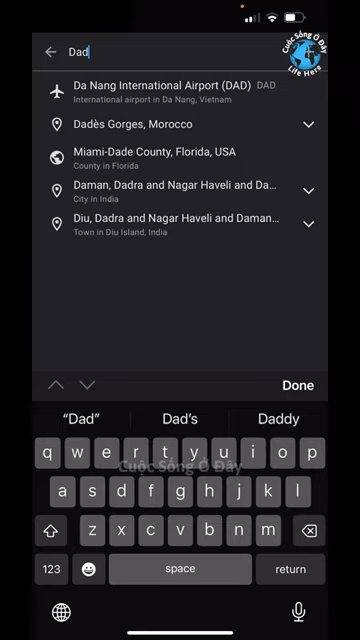 Cuộc Sống Ở Đây
Life Here
Dad
Da Nang International Airport (DAD) DAD
International airport in Da Nang, Vietnam
Dadès Gorges, Morocco
Miami-Dade County, Florida, USA
County in Florida
Daman, Dadra and Nagar Haveli and Da...
City in India
Diu, Dadra and Nagar Haveli and Daman...
Town in Diu Island, India
Done
“Dad”
Dad's
Daddy
q w e r t y u i o p
Cuộc Sống Ở Đây
a s d f g h j k l
z x c v b n m
123
space
return